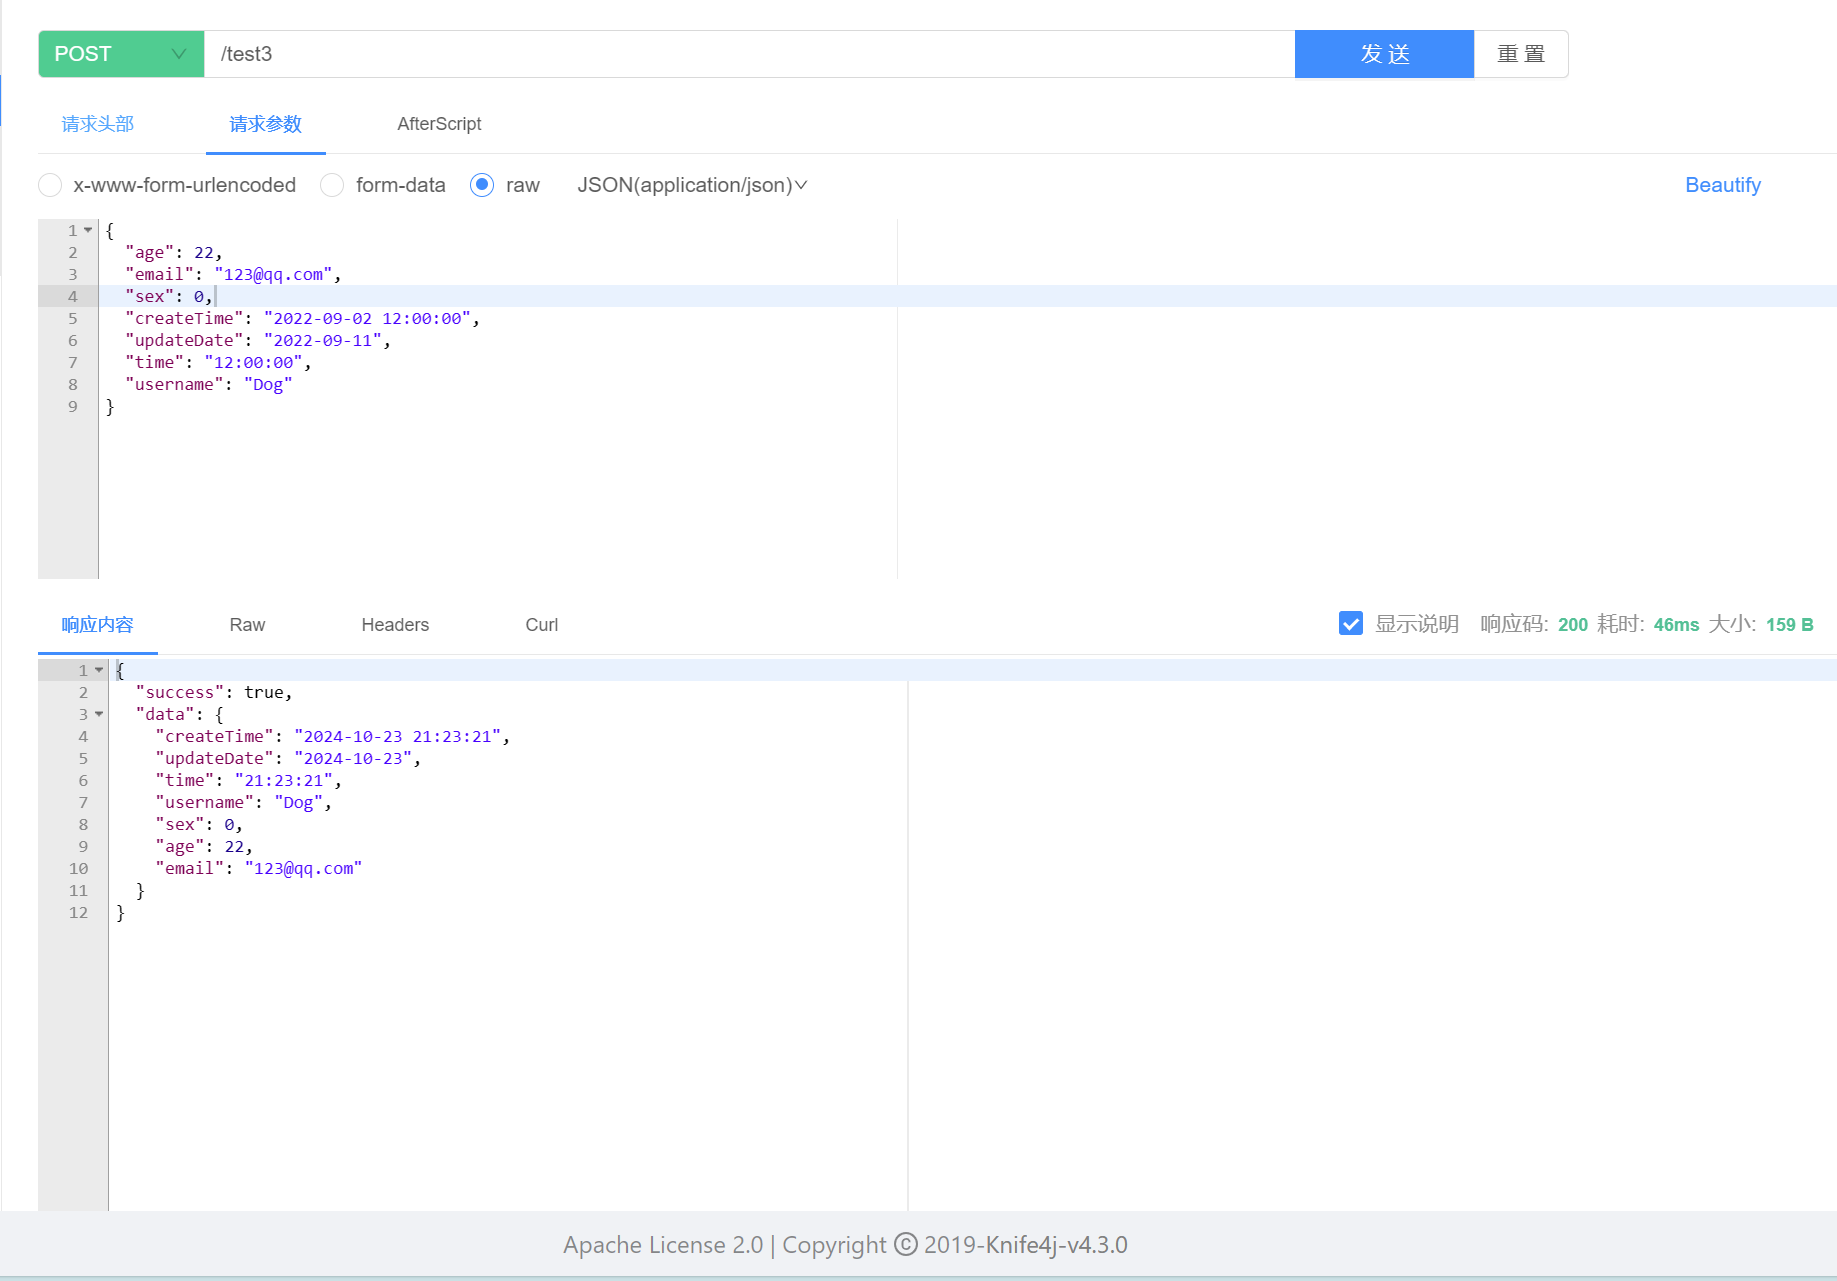 POST /test3 发 送 重 置
请求头部 请求参数 AfterScript
x-www-form-urlencoded form-data raw JSON(application/json) Beautify
1 {
2 "age": 22,
3 "email": "123@qq.com",
4 "sex": 0,
5 "createTime": "2022-09-02 12:00:00",
6 "updateDate": "2022-09-11",
7 "time": "12:00:00",
8 "username": "Dog"
9 }
响应内容 Raw Headers Curl 显示说明 响应码: 200 耗时: 46ms 大小: 159 B
1 {
2 "success": true,
3 "data": {
4 "createTime": "2024-10-23 21:23:21",
5 "updateDate": "2024-10-23",
6 "time": "21:23:21",
7 "username": "Dog",
8 "sex": 0,
9 "age": 22,
10 "email": "123@qq.com"
11 }
12 }
Apache License 2.0 | Copyright © 2019-Knife4j-v4.3.0